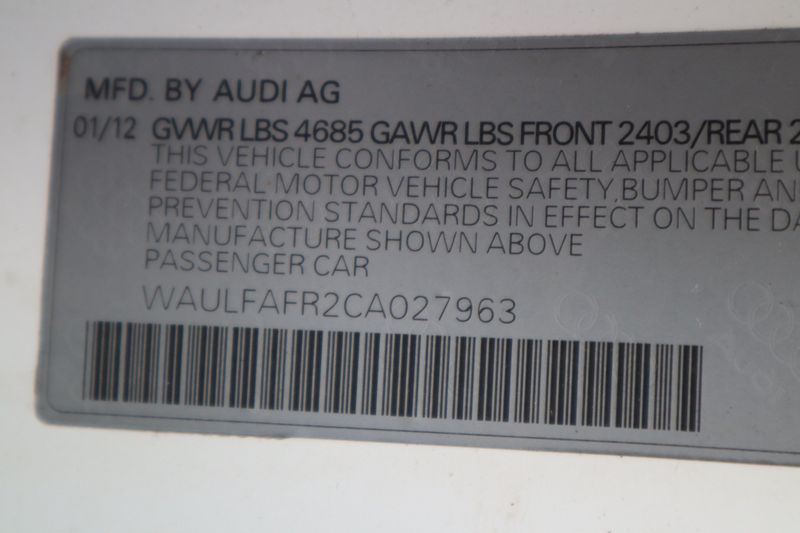 MFD. BY AUDI AG
01/12 GVWR LBS 4685 GAWR LBS FRONT 2403/REAR 2
THIS VEHICLE CONFORMS TO ALL APPLICABLE U
FEDERAL MOTOR VEHICLE SAFETY,BUMPER AN
PREVENTION STANDARDS IN EFFECT ON THE DA
MANUFACTURE SHOWN ABOVE
PASSENGER CAR
WAULFAFR2CA027963